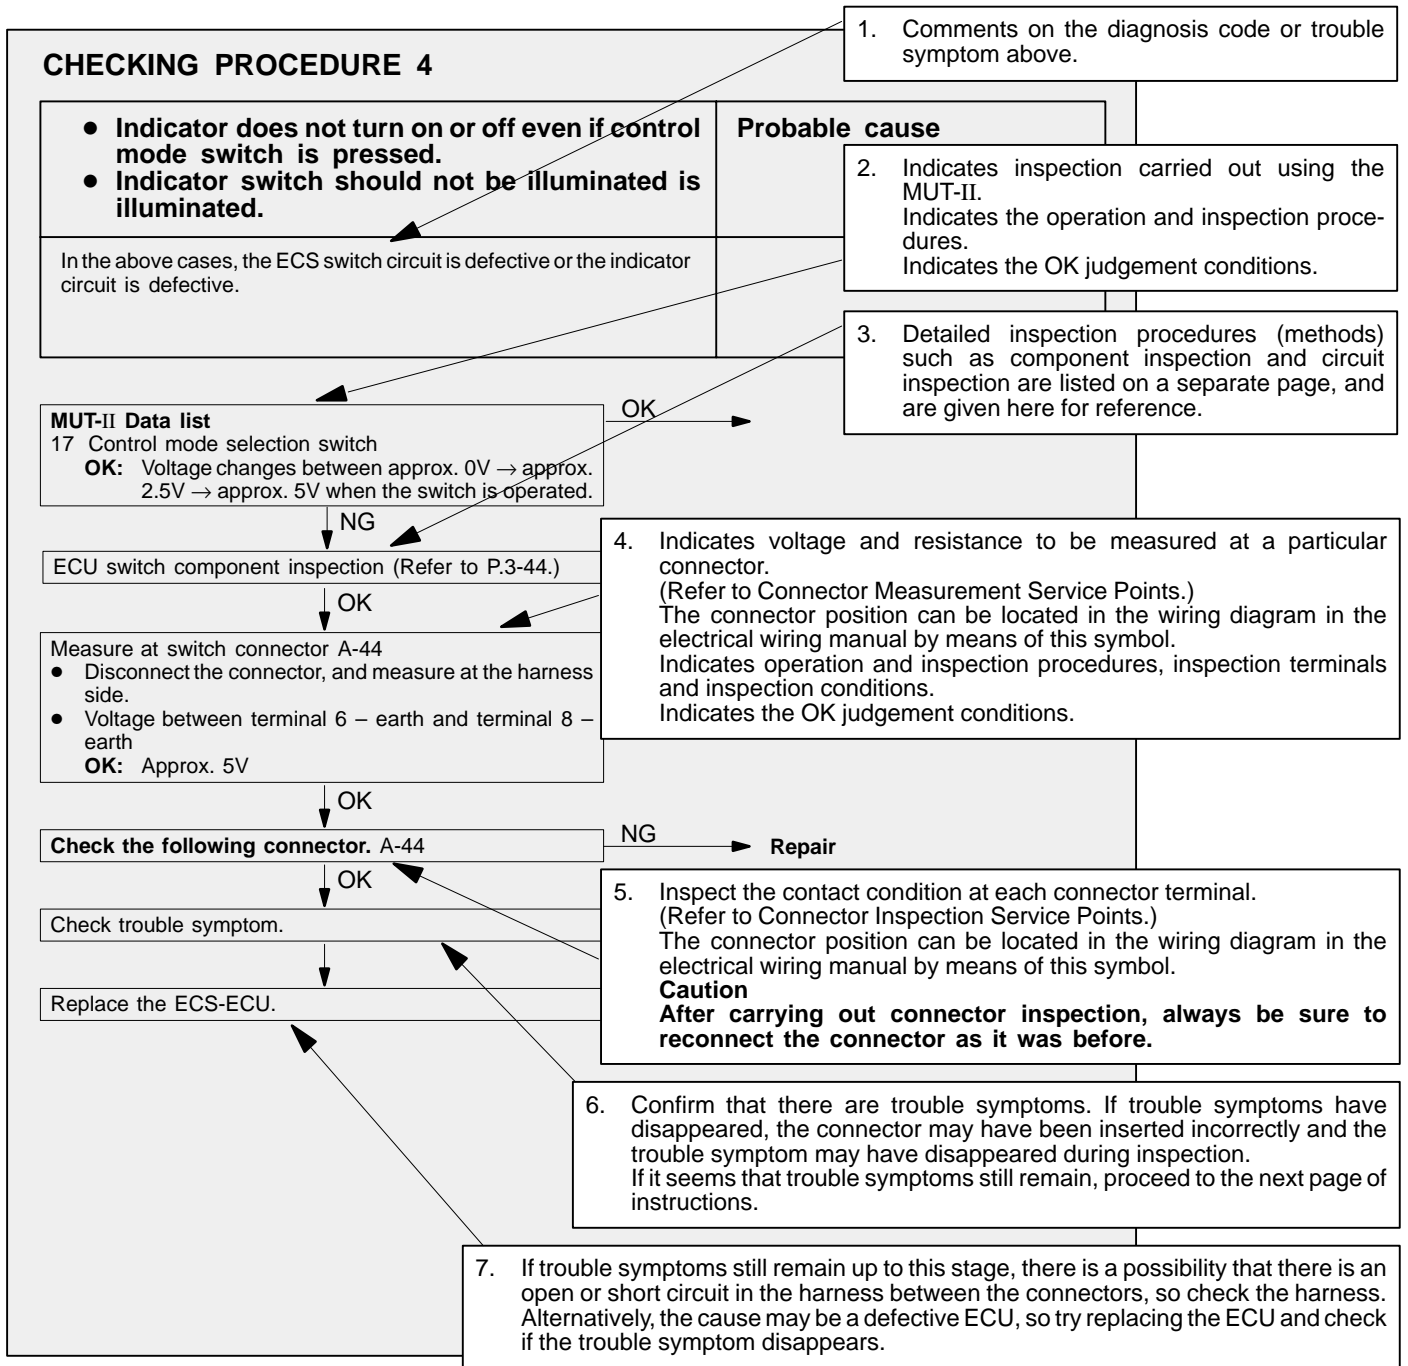 CHECKING PROCEDURE 4
● Indicator does not turn on or off even if control
mode switch is pressed.
● Indicator switch should not be illuminated is
illuminated.
Probable cause
In the above cases, the ECS switch circuit is defective or the indicator
circuit is defective.
MUT-II Data list
17 Control mode selection switch
OK: Voltage changes between approx. 0V → approx.
2.5V → approx. 5V when the switch is operated.
OK
NG
ECU switch component inspection (Refer to P.3-44.)
OK
Measure at switch connector A-44
● Disconnect the connector, and measure at the harness
side.
● Voltage between terminal 6 – earth and terminal 8 –
earth
OK: Approx. 5V
OK
Check the following connector. A-44
NG
Repair
OK
Check trouble symptom.
Replace the ECS-ECU.
1. Comments on the diagnosis code or trouble
symptom above.
2. Indicates inspection carried out using the
MUT-II.
Indicates the operation and inspection proce-
dures.
Indicates the OK judgement conditions.
3. Detailed inspection procedures (methods)
such as component inspection and circuit
inspection are listed on a separate page, and
are given here for reference.
4. Indicates voltage and resistance to be measured at a particular
connector.
(Refer to Connector Measurement Service Points.)
The connector position can be located in the wiring diagram in the
electrical wiring manual by means of this symbol.
Indicates operation and inspection procedures, inspection terminals
and inspection conditions.
Indicates the OK judgement conditions.
5. Inspect the contact condition at each connector terminal.
(Refer to Connector Inspection Service Points.)
The connector position can be located in the wiring diagram in the
electrical wiring manual by means of this symbol.
Caution
After carrying out connector inspection, always be sure to
reconnect the connector as it was before.
6. Confirm that there are trouble symptoms. If trouble symptoms have
disappeared, the connector may have been inserted incorrectly and the
trouble symptom may have disappeared during inspection.
If it seems that trouble symptoms still remain, proceed to the next page of
instructions.
7. If trouble symptoms still remain up to this stage, there is a possibility that there is an
open or short circuit in the harness between the connectors, so check the harness.
Alternatively, the cause may be a defective ECU, so try replacing the ECU and check
if the trouble symptom disappears.